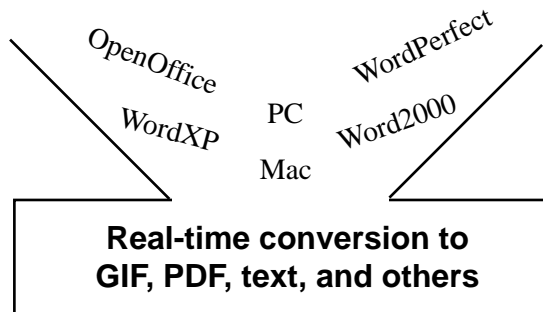 OpenOffice
WordPerfect
WordXP
PC
Word2000
Mac
Real-time conversion to
GIF, PDF, text, and others